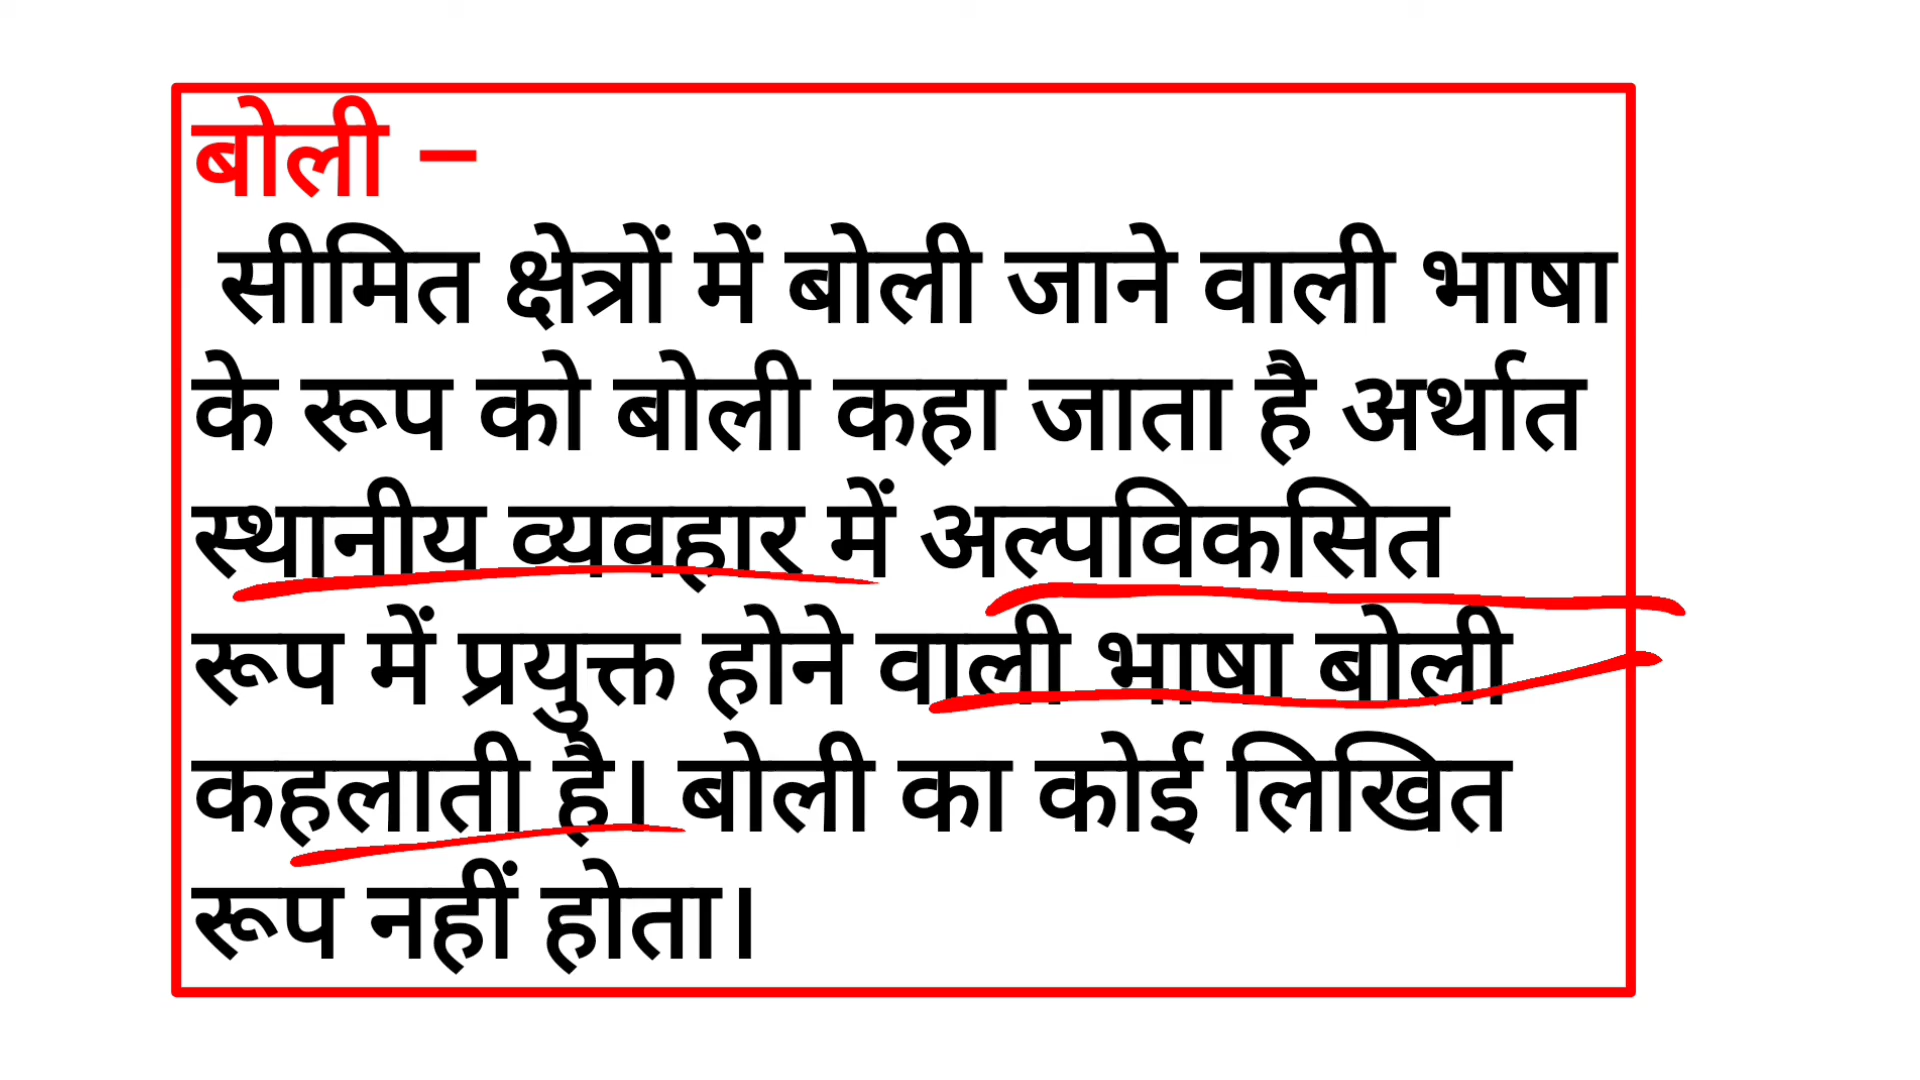 बोली –
सीमित क्षेत्रों में बोली जाने वाली भाषा
के रूप को बोली कहा जाता है अर्थात
स्थानीय व्यवहार में अल्पविकसित
रूप में प्रयुक्त होने वाली भाषा बोली
कहलाती है। बोली का कोई लिखित
रूप नहीं होता।